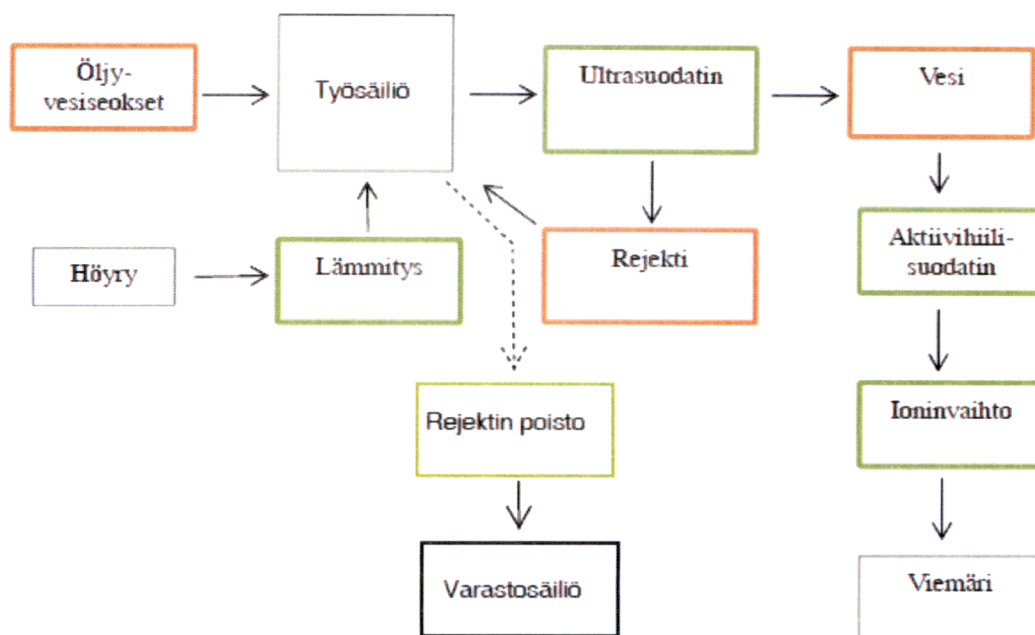 Öljy-
vesiseokset
Työsäiliö
Ultrasuodatin
Vesi
Höyry
Lämmitys
Rejekti
Aktiivihiili-
suodatin
Rejektin poisto
Ioninvaihto
Varastosäiliö
Viemäri